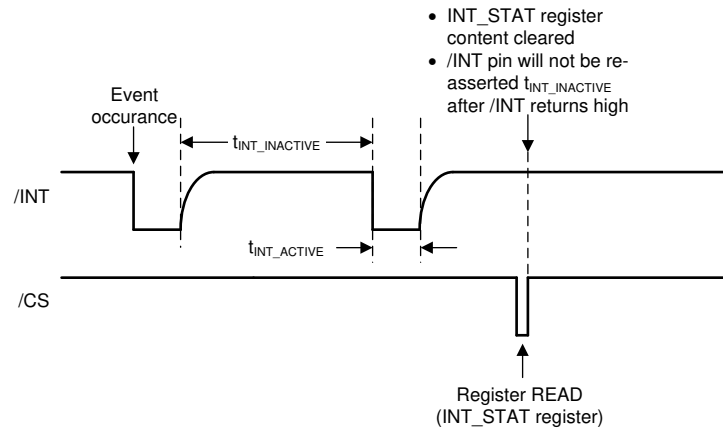 • INT_STAT register
content cleared
• /INT pin will not be re-
asserted tINT_INACTIVE
after /INT returns high
Event
occurance
tINT_INACTIVE
/INT
tINT_ACTIVE
/CS
Register READ
(INT_STAT register)